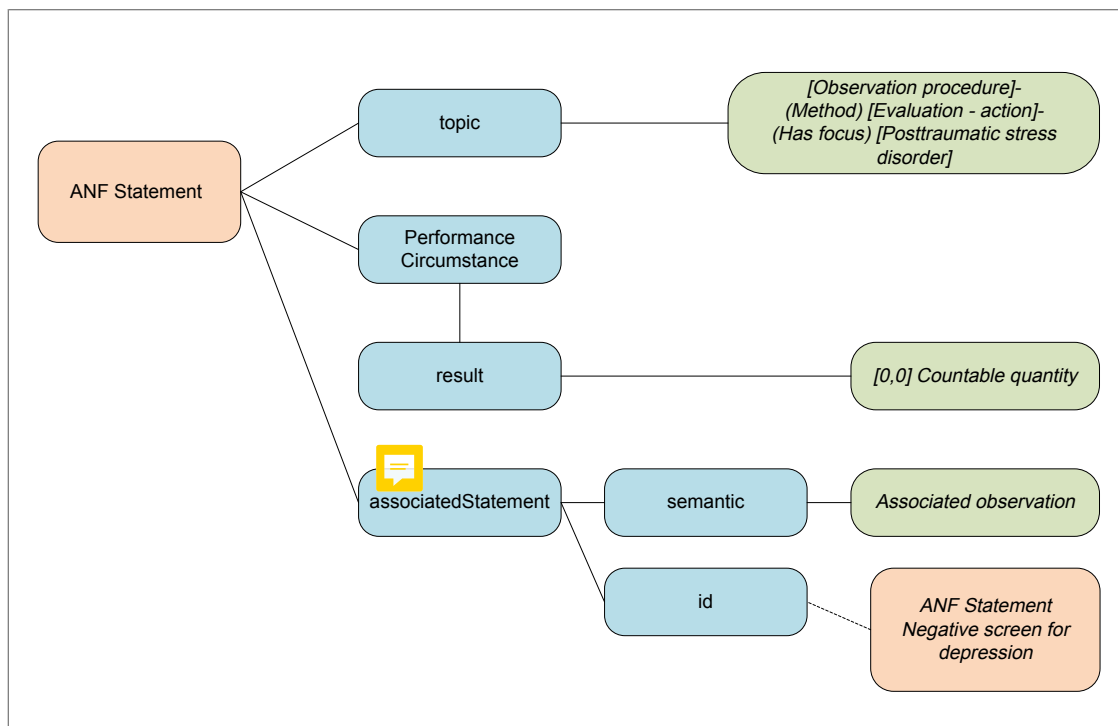 topic
[Observation procedure]-
(Method) [Evaluation - action]-
(Has focus) [Posttraumatic stress
disorder]
ANF Statement
Performance
Circumstance
result
[0,0] Countable quantity
associatedStatement
semantic
Associated observation
id
ANF Statement
Negative screen for
depression